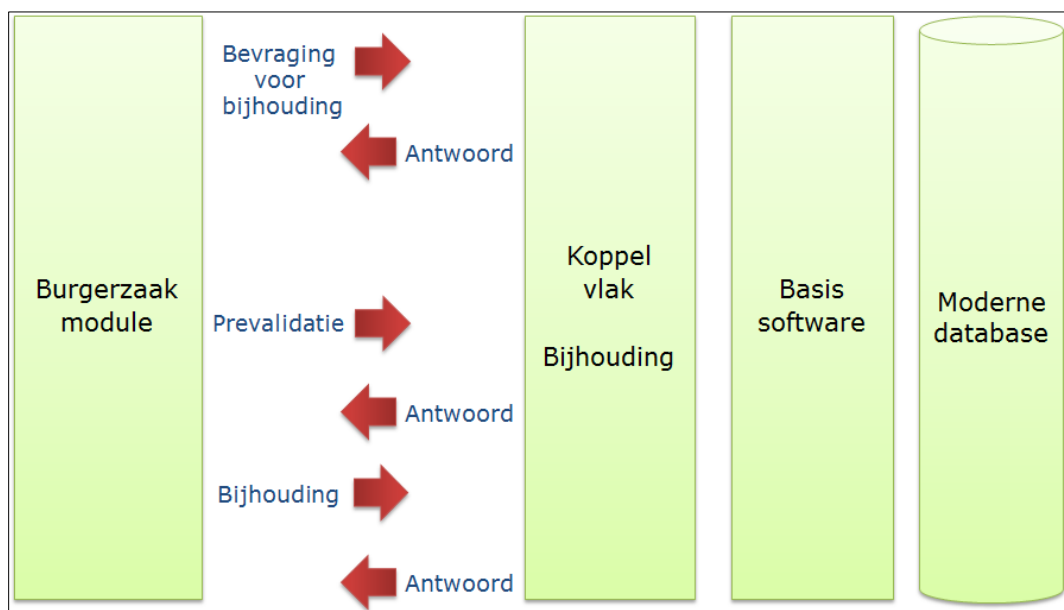 Bevraging
voor
bijhouding
Antwoord
Burgerzaak
module
Prevalidatie
Antwoord
Bijhouding
Antwoord
Koppel
vlak
Bijhouding
Basis
software
Moderne
database